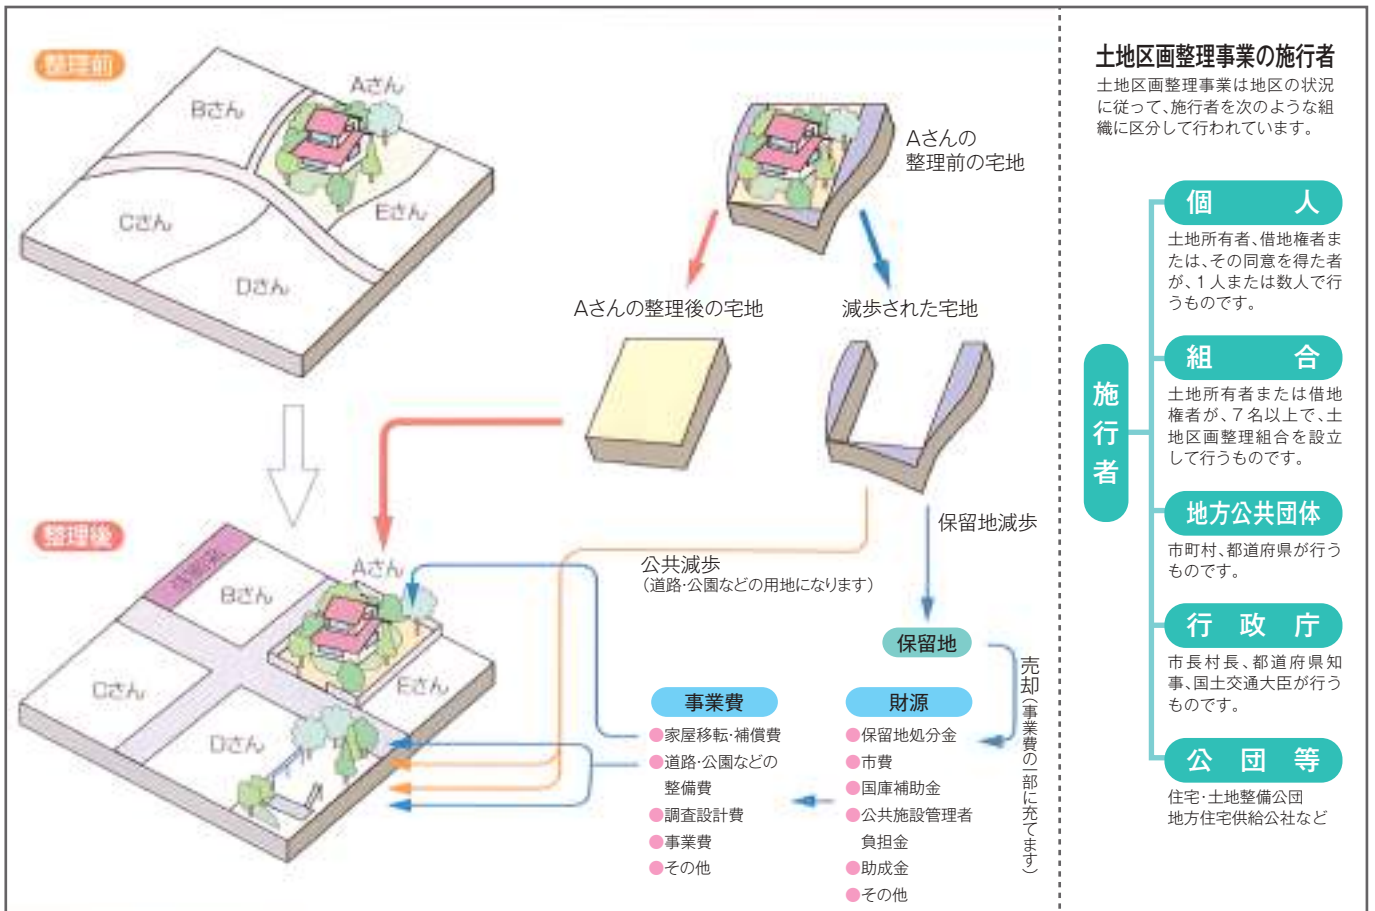 整理前
Aさん
Bさん
Cさん
Dさん
Eさん
Aさんの
整理前の宅地
Aさんの整理後の宅地
減歩された宅地
保留地減歩
公共減歩
(道路・公園などの用地になります)
整理後
保留地
Aさん
Bさん
Cさん
Dさん
Eさん
保留地
売却(事業費の一部に充てます)
事業費
●家屋移転・補償費
●道路・公園などの
整備費
●調査設計費
●事業費
●その他
財源
●保留地処分金
●市費
●国庫補助金
●公共施設管理者
負担金
●助成金
●その他
土地区画整理事業の施行者
土地区画整理事業は地区の状況
に従って、施行者を次のような組
織に区分して行われています。
施行者
個人
土地所有者、借地権者ま
たは、その同意を得た者
が、1人または数人で行
うものです。
組合
土地所有者または借地
権者が、7名以上で、土
地区画整理組合を設立
して行うものです。
地方公共団体
市町村、都道府県が行う
ものです。
行政庁
市長村長、都道府県知
事、国土交通大臣が行う
ものです。
公団等
住宅・土地整備公団
地方住宅供給公社など